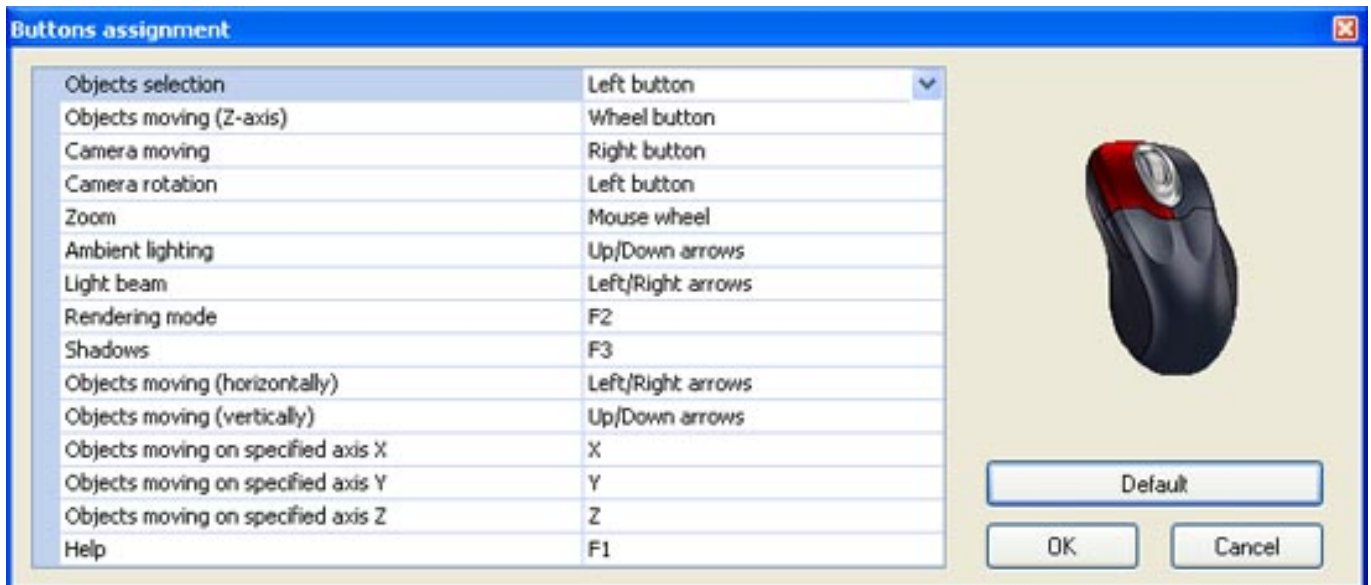 Buttons assignment
Objects selection Left button
Objects moving (Z-axis) Wheel button
Camera moving Right button
Camera rotation Left button
Zoom Mouse wheel
Ambient lighting Up/Down arrows
Light beam Left/Right arrows
Rendering mode F2
Shadows F3
Objects moving (horizontally) Left/Right arrows
Objects moving (vertically) Up/Down arrows
Objects moving on specified axis X X
Objects moving on specified axis Y Y
Objects moving on specified axis Z Z
Help F1
Default
OK Cancel